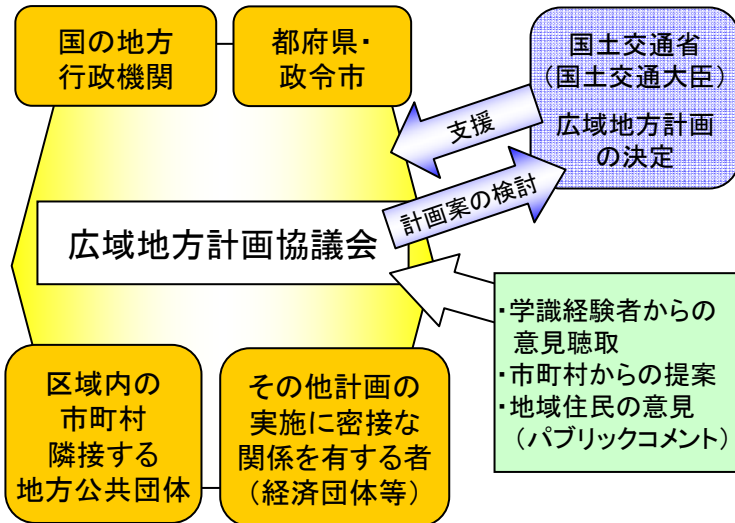 国の地方
行政機関
都府県・
政令市
国土交通省
（国土交通大臣）
広域地方計画
の決定
支援
計画案の検討
広域地方計画協議会
・学識経験者からの
意見聴取
・市町村からの提案
・地域住民の意見
（パブリックコメント）
区域内の
市町村
隣接する
地方公共団体
その他計画の
実施に密接な
関係を有する者
（経済団体等）